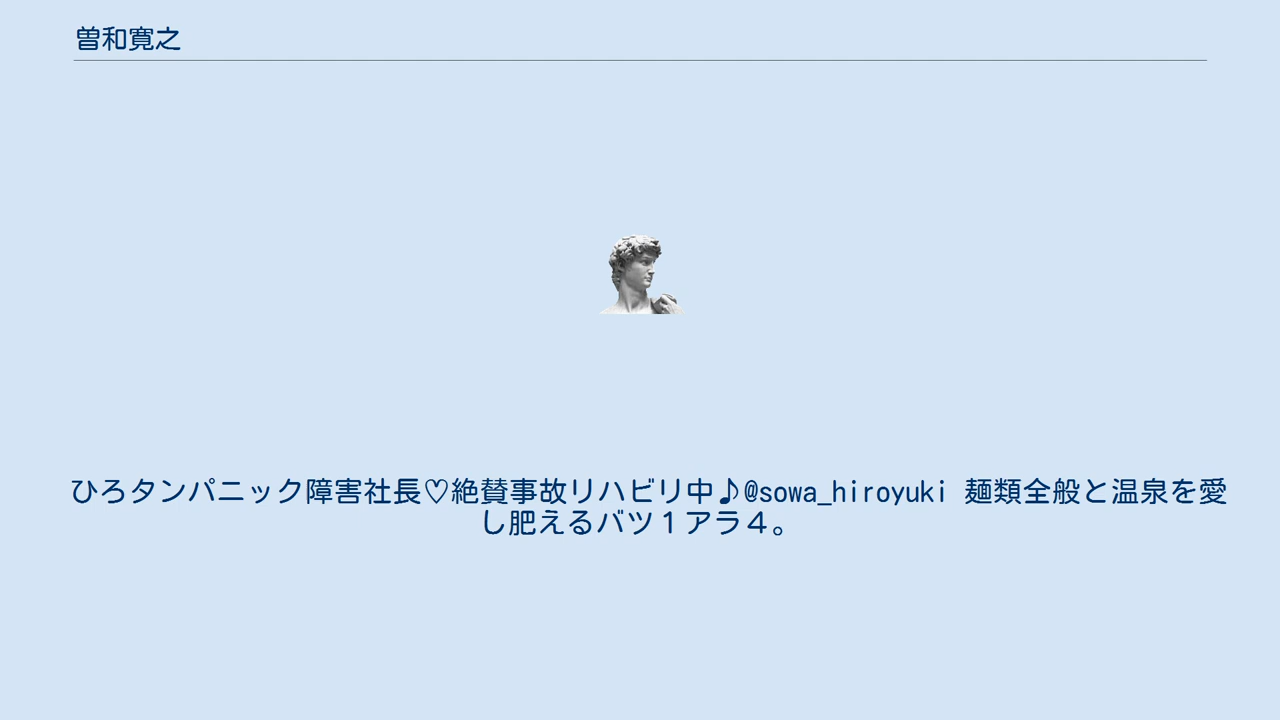 曽和寛之
ひろタンパニック障害社長♡絶賛事故リハビリ中♪@sowa_hiroyuki 麺類全般と温泉を愛
し肥えるバツ１アラ４。